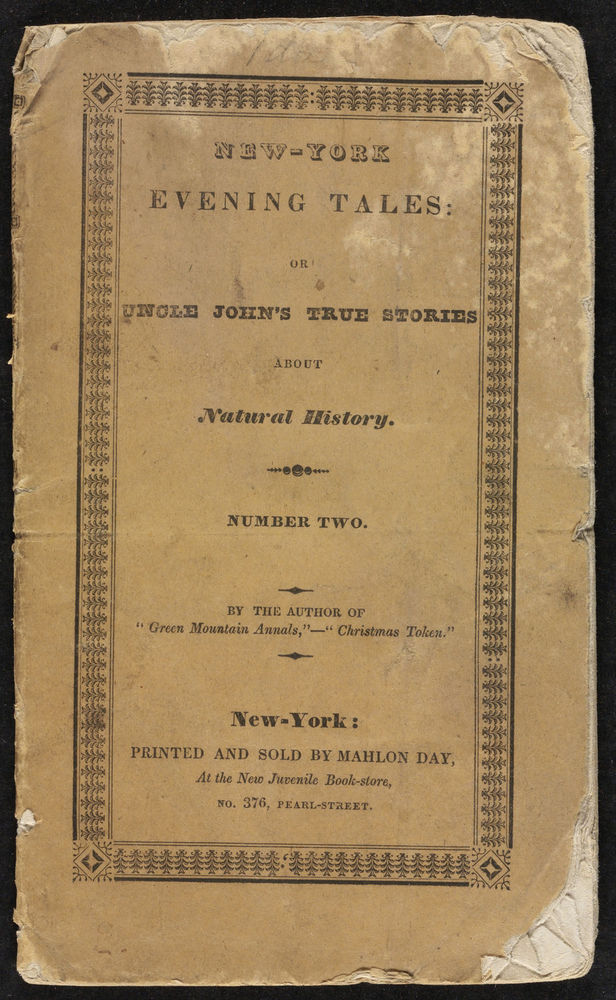 NEW-YORK
EVENING TALES:
OR
UNCLE JOHN'S TRUE STORIES
ABOUT
Natural History.
NUMBER TWO.
BY THE AUTHOR OF
"Green Mountain Annals,"—"Christmas Token."
New-York:
PRINTED AND SOLD BY MAHLON DAY,
At the New Juvenile Book-store,
NO. 376, PEARL-STREET.